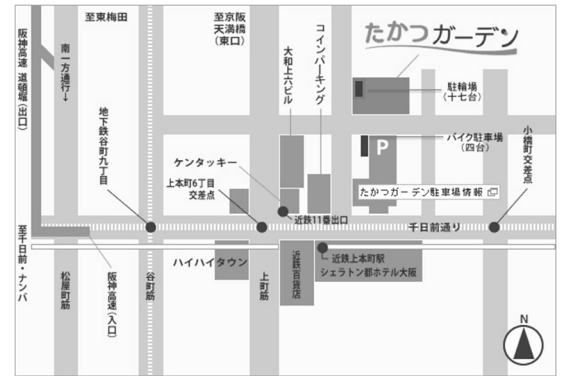 至東梅田
至京阪
天満橋
（東口）
コインパーキング
たかつガーデン
阪神高速 道頓堀（出口）
南一方通行→
大和上六ビル
駐輪場
（十七台）
地下鉄谷町九丁目
バイク駐車場
（四台）
小橋町交差点
P
ケンタッキー
上本町6丁目
交差点
たかつガーデン駐車場情報
近鉄11番出口
千日前通り
至千日前・ナンバ
松屋町筋
阪神高速（入口）
谷町筋
ハイハイタウン
上町筋
近鉄百貨店
近鉄上本町駅
シェラトン都ホテル大阪
N